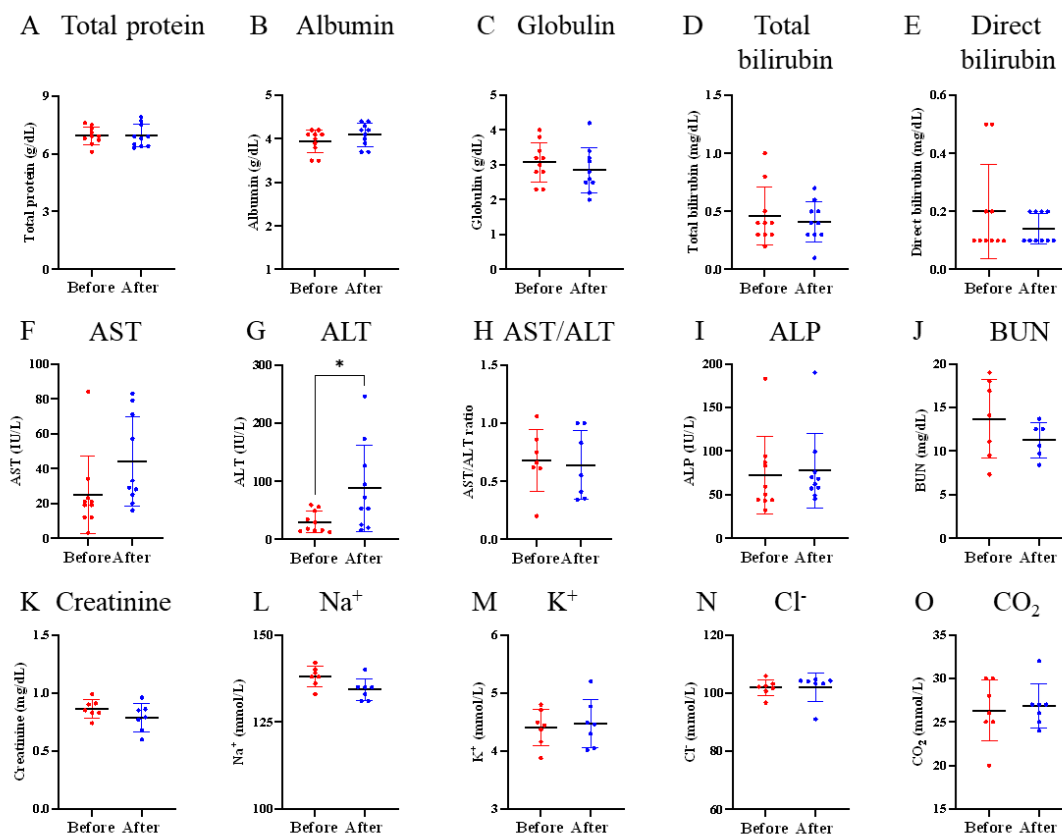 A Total protein
B Albumin
C Globulin
D Total bilirubin
E Direct bilirubin
Total protein (g/dL)
9
6
3
0
Before After
Albumin (g/dL)
5
4
3
2
1
Before After
Globulin (g/dL)
5
4
3
2
1
0
Before After
Total bilirubin (mg/dL)
1.5
1.0
0.5
0.0
Before After
Direct bilirubin (mg/dL)
0.6
0.4
0.2
0.0
Before After
F AST
G ALT
H AST/ALT
I ALP
J BUN
AST (IU/L)
100
80
60
40
20
0
Before After
ALT (IU/L)
300
200
100
0
*
Before After
AST/ALT ratio
1.5
1.0
0.5
0.0
Before After
ALP (IU/L)
200
150
100
50
0
Before After
BUN (mg/dL)
20
15
10
5
0
Before After
K Creatinine
L Na⁺
M K⁺
N Cl⁻
O CO₂
Creatinine (mg/dL)
1.5
1.0
0.5
0.0
Before After
Na⁺ (mmol/L)
150
125
100
Before After
K⁺ (mmol/L)
6
5
4
3
Before After
Cl⁻ (mmol/L)
120
100
80
60
Before After
CO₂ (mmol/L)
35
30
25
20
15
Before After